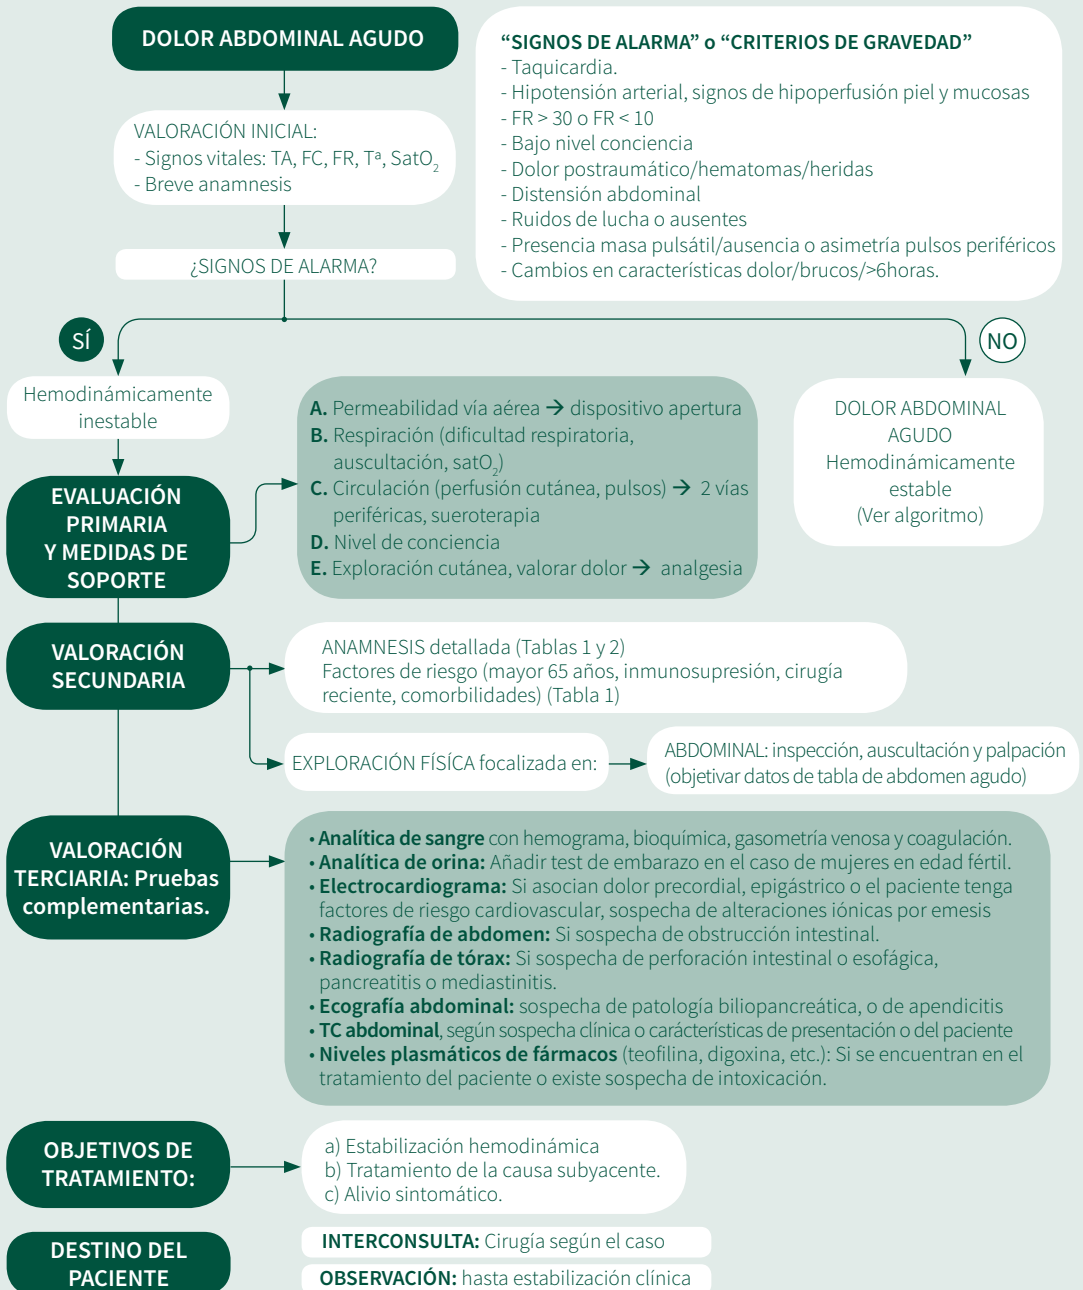 DOLOR ABDOMINAL AGUDO
“SIGNOS DE ALARMA” o “CRITERIOS DE GRAVEDAD”
- Taquicardia.
- Hipotensión arterial, signos de hipoperfusión piel y mucosas
- FR > 30 o FR < 10
- Bajo nivel conciencia
- Dolor postraumático/hematomas/heridas
- Distensión abdominal
- Ruidos de lucha o ausentes
- Presencia masa pulsátil/ausencia o asimetría pulsos periféricos
- Cambios en características dolor/brucos/>6horas.
VALORACIÓN INICIAL:
- Signos vitales: TA, FC, FR, Tª, SatO₂
- Breve anamnesis
¿SIGNOS DE ALARMA?
SÍ
NO
Hemodinámicamente
inestable
DOLOR ABDOMINAL
AGUDO
Hemodinámicamente
estable
(Ver algoritmo)
EVALUACIÓN
PRIMARIA
Y MEDIDAS DE
SOPORTE
A. Permeabilidad vía aérea → dispositivo apertura
B. Respiración (dificultad respiratoria,
auscultación, satO₂)
C. Circulación (perfusión cutánea, pulsos) → 2 vías
periféricas, sueroterapia
D. Nivel de conciencia
E. Exploración cutánea, valorar dolor → analgesia
VALORACIÓN
SECUNDARIA
ANAMNESIS detallada (Tablas 1 y 2)
Factores de riesgo (mayor 65 años, inmunosupresión, cirugía
reciente, comorbilidades) (Tabla 1)
EXPLORACIÓN FÍSÍCA focalizada en:
ABDOMINAL: inspección, auscultación y palpación
(objetivar datos de tabla de abdomen agudo)
VALORACIÓN
TERCIARIA: Pruebas
complementarias.
• Analítica de sangre con hemograma, bioquímica, gasometría venosa y coagulación.
• Analítica de orina: Añadir test de embarazo en el caso de mujeres en edad fértil.
• Electrocardiograma: Si asocian dolor precordial, epigástrico o el paciente tenga
factores de riesgo cardiovascular, sospecha de alteraciones iónicas por emesis
• Radiografía de abdomen: Si sospecha de obstrucción intestinal.
• Radiografía de tórax: Si sospecha de perforación intestinal o esofágica,
pancreatitis o mediastinitis.
• Ecografía abdominal: sospecha de patología biliopancreática, o de apendicitis
• TC abdominal, según sospecha clínica o carácterísticas de presentación o del paciente
• Niveles plasmáticos de fármacos (teofilina, digoxina, etc.): Si se encuentran en el
tratamiento del paciente o existe sospecha de intoxicación.
OBJETIVOS DE
TRATAMIENTO:
a) Estabilización hemodinámica
b) Tratamiento de la causa subyacente.
c) Alivio sintomático.
DESTINO DEL
PACIENTE
INTERCONSULTA: Cirugía según el caso
OBSERVACIÓN: hasta estabilización clínica